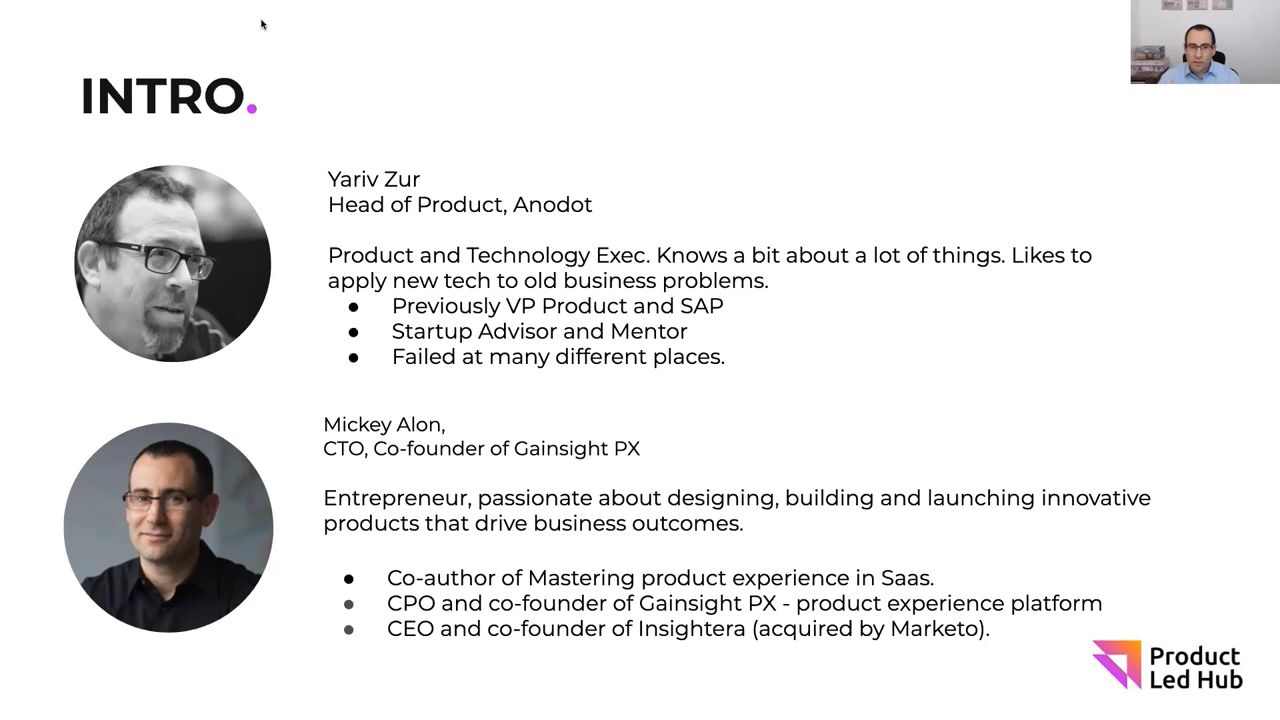 INTRO.
Yariv Zur
Head of Product, Anodot
Product and Technology Exec. Knows a bit about a lot of things. Likes to
apply new tech to old business problems.
● Previously VP Product and SAP
● Startup Advisor and Mentor
● Failed at many different places.
Mickey Alon,
CTO, Co-founder of Gainsight PX
Entrepreneur, passionate about designing, building and launching innovative
products that drive business outcomes.
● Co-author of Mastering product experience in Saas.
● CPO and co-founder of Gainsight PX - product experience platform
● CEO and co-founder of Insightera (acquired by Marketo).
Product
Led Hub